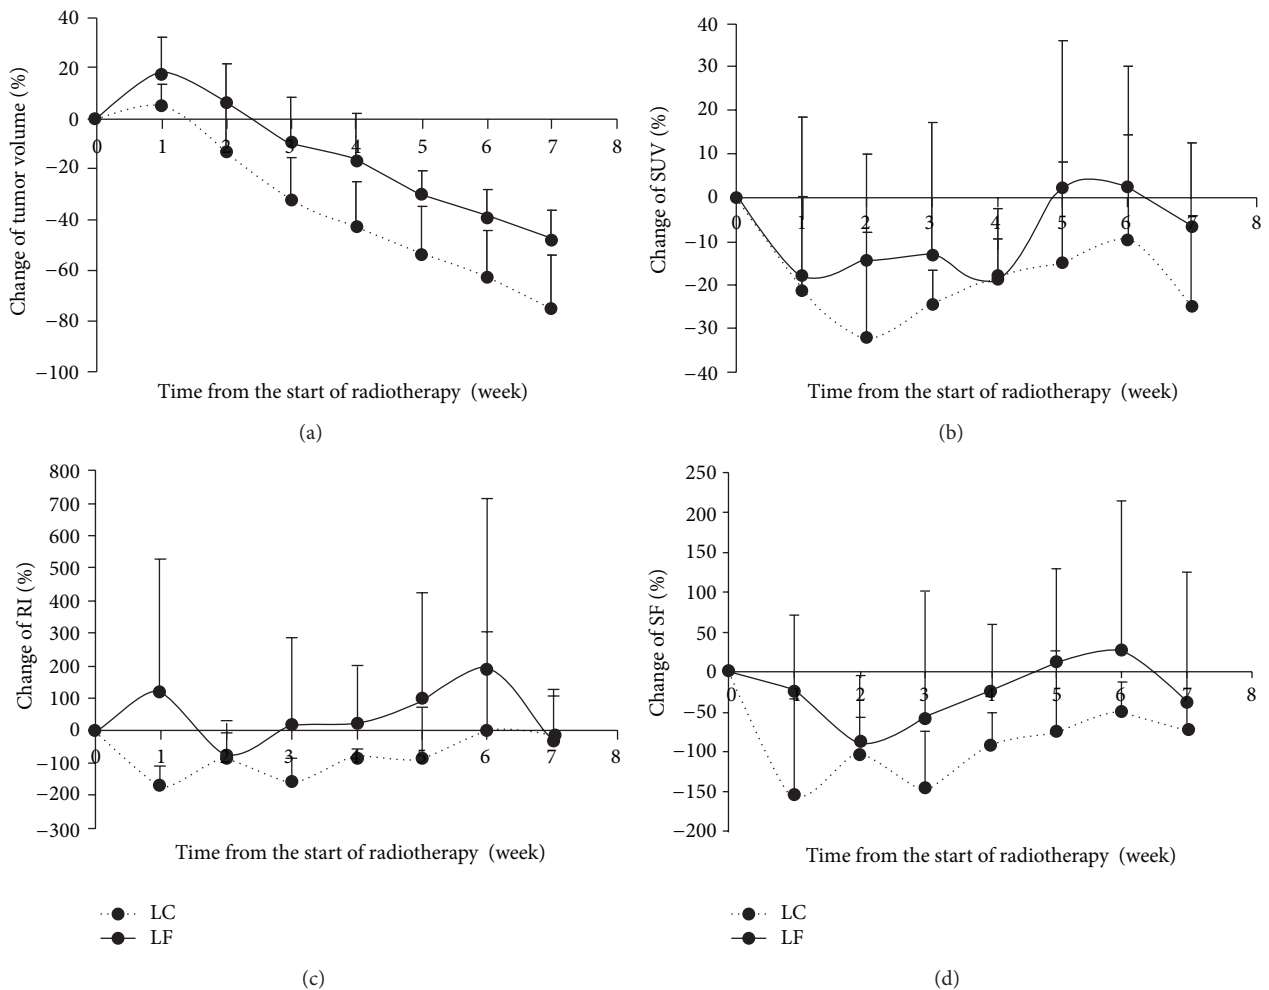 40
20
0
−20
−40
−60
−80
−100
0 1 2 3 4 5 6 7 8
Change of tumor volume (%)
Time from the start of radiotherapy (week)
(a)
40
30
20
10
0
−10
−20
−30
−40
0 1 2 3 4 5 6 7 8
Change of SUV (%)
Time from the start of radiotherapy (week)
(b)
800
700
600
500
400
300
200
100
0
−100
−200
−300
0 1 2 3 4 5 6 7 8
Change of RI (%)
Time from the start of radiotherapy (week)
LC
LF
(c)
250
200
150
100
50
0
−50
−100
−150
−200
0 1 2 3 4 5 6 7 8
Change of SF (%)
Time from the start of radiotherapy (week)
LC
LF
(d)